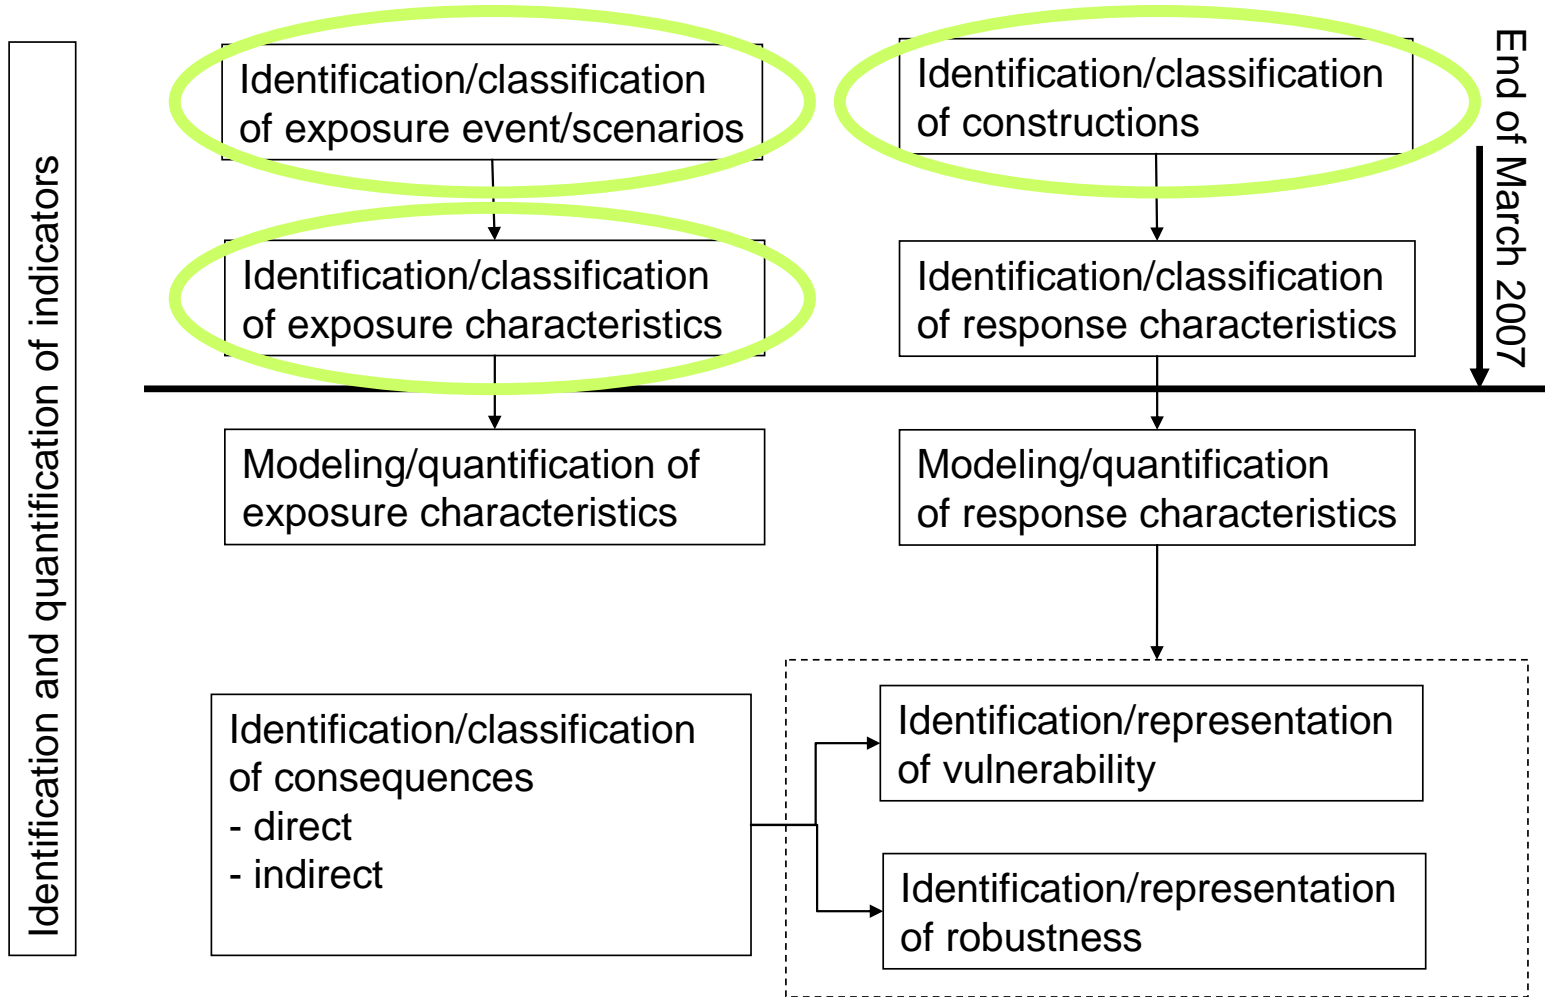 Identification and quantification of indicators
Identification/classification
of exposure event/scenarios
Identification/classification
of constructions
End of March 2007
Identification/classification
of exposure characteristics
Identification/classification
of response characteristics
Modeling/quantification of
exposure characteristics
Modeling/quantification
of response characteristics
Identification/classification
of consequences
- direct
- indirect
Identification/representation
of vulnerability
Identification/representation
of robustness